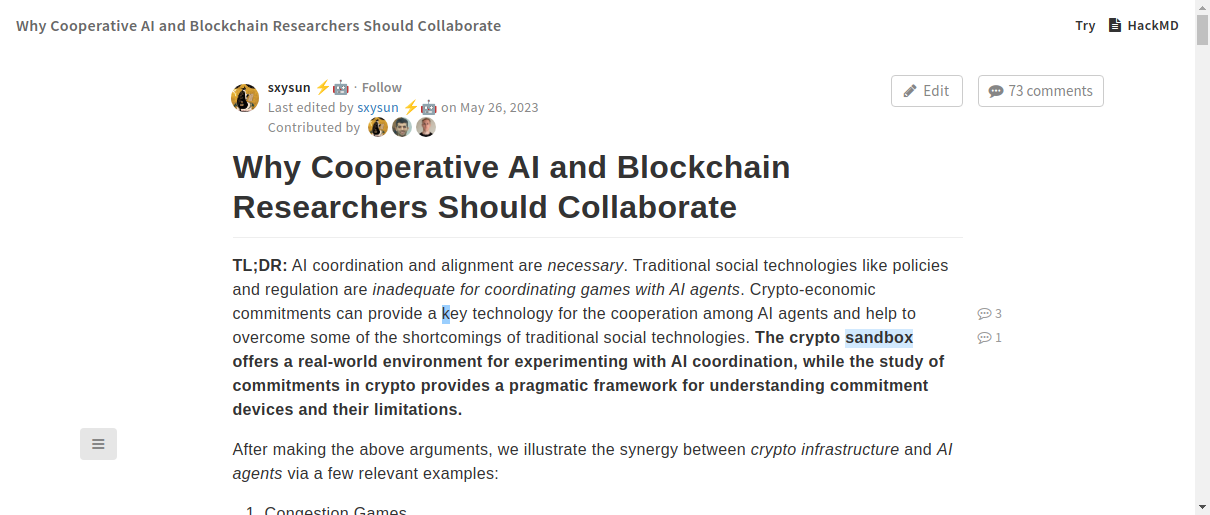 Why Cooperative AI and Blockchain Researchers Should Collaborate
Try HackMD
sxysun ⚡🤖 · Follow
Last edited by sxysun ⚡🤖 on May 26, 2023
Contributed by
Edit
73 comments
Why Cooperative AI and Blockchain
Researchers Should Collaborate
TL;DR: AI coordination and alignment are necessary. Traditional social technologies like policies
and regulation are inadequate for coordinating games with AI agents. Crypto-economic
commitments can provide a key technology for the cooperation among AI agents and help to
3
overcome some of the shortcomings of traditional social technologies. The crypto sandbox
1
offers a real-world environment for experimenting with AI coordination, while the study of
commitments in crypto provides a pragmatic framework for understanding commitment
devices and their limitations.
After making the above arguments, we illustrate the synergy between crypto infrastructure and AI
agents via a few relevant examples:
1. Congestion Games